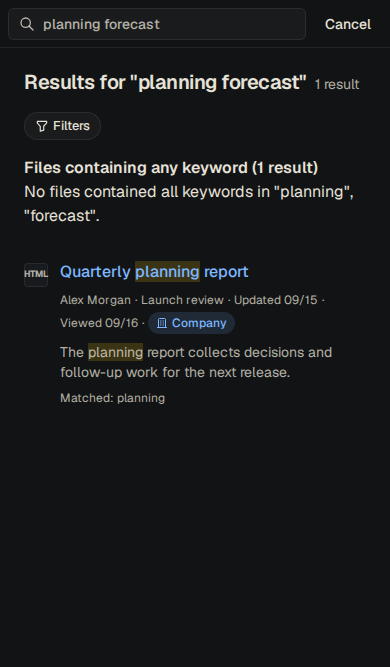 planning forecast Cancel
Results for "planning forecast" 1 result
Filters
Files containing any keyword (1 result)
No files contained all keywords in "planning",
"forecast".
HTML Quarterly planning report
Alex Morgan · Launch review · Updated 09/15 ·
Viewed 09/16 · Company
The planning report collects decisions and
follow-up work for the next release.
Matched: planning